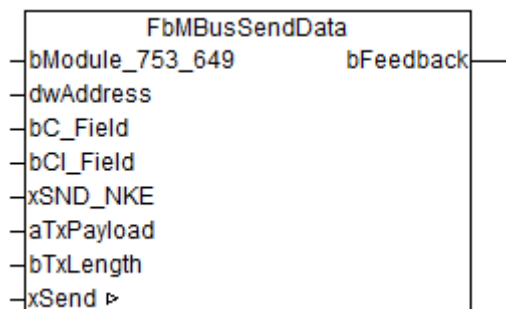 FbMBusSendData
bModule_753_649 bFeedback
dwAddress
bC_Field
bCI_Field
xSND_NKE
aTxPayload
bTxLength
xSend ▷